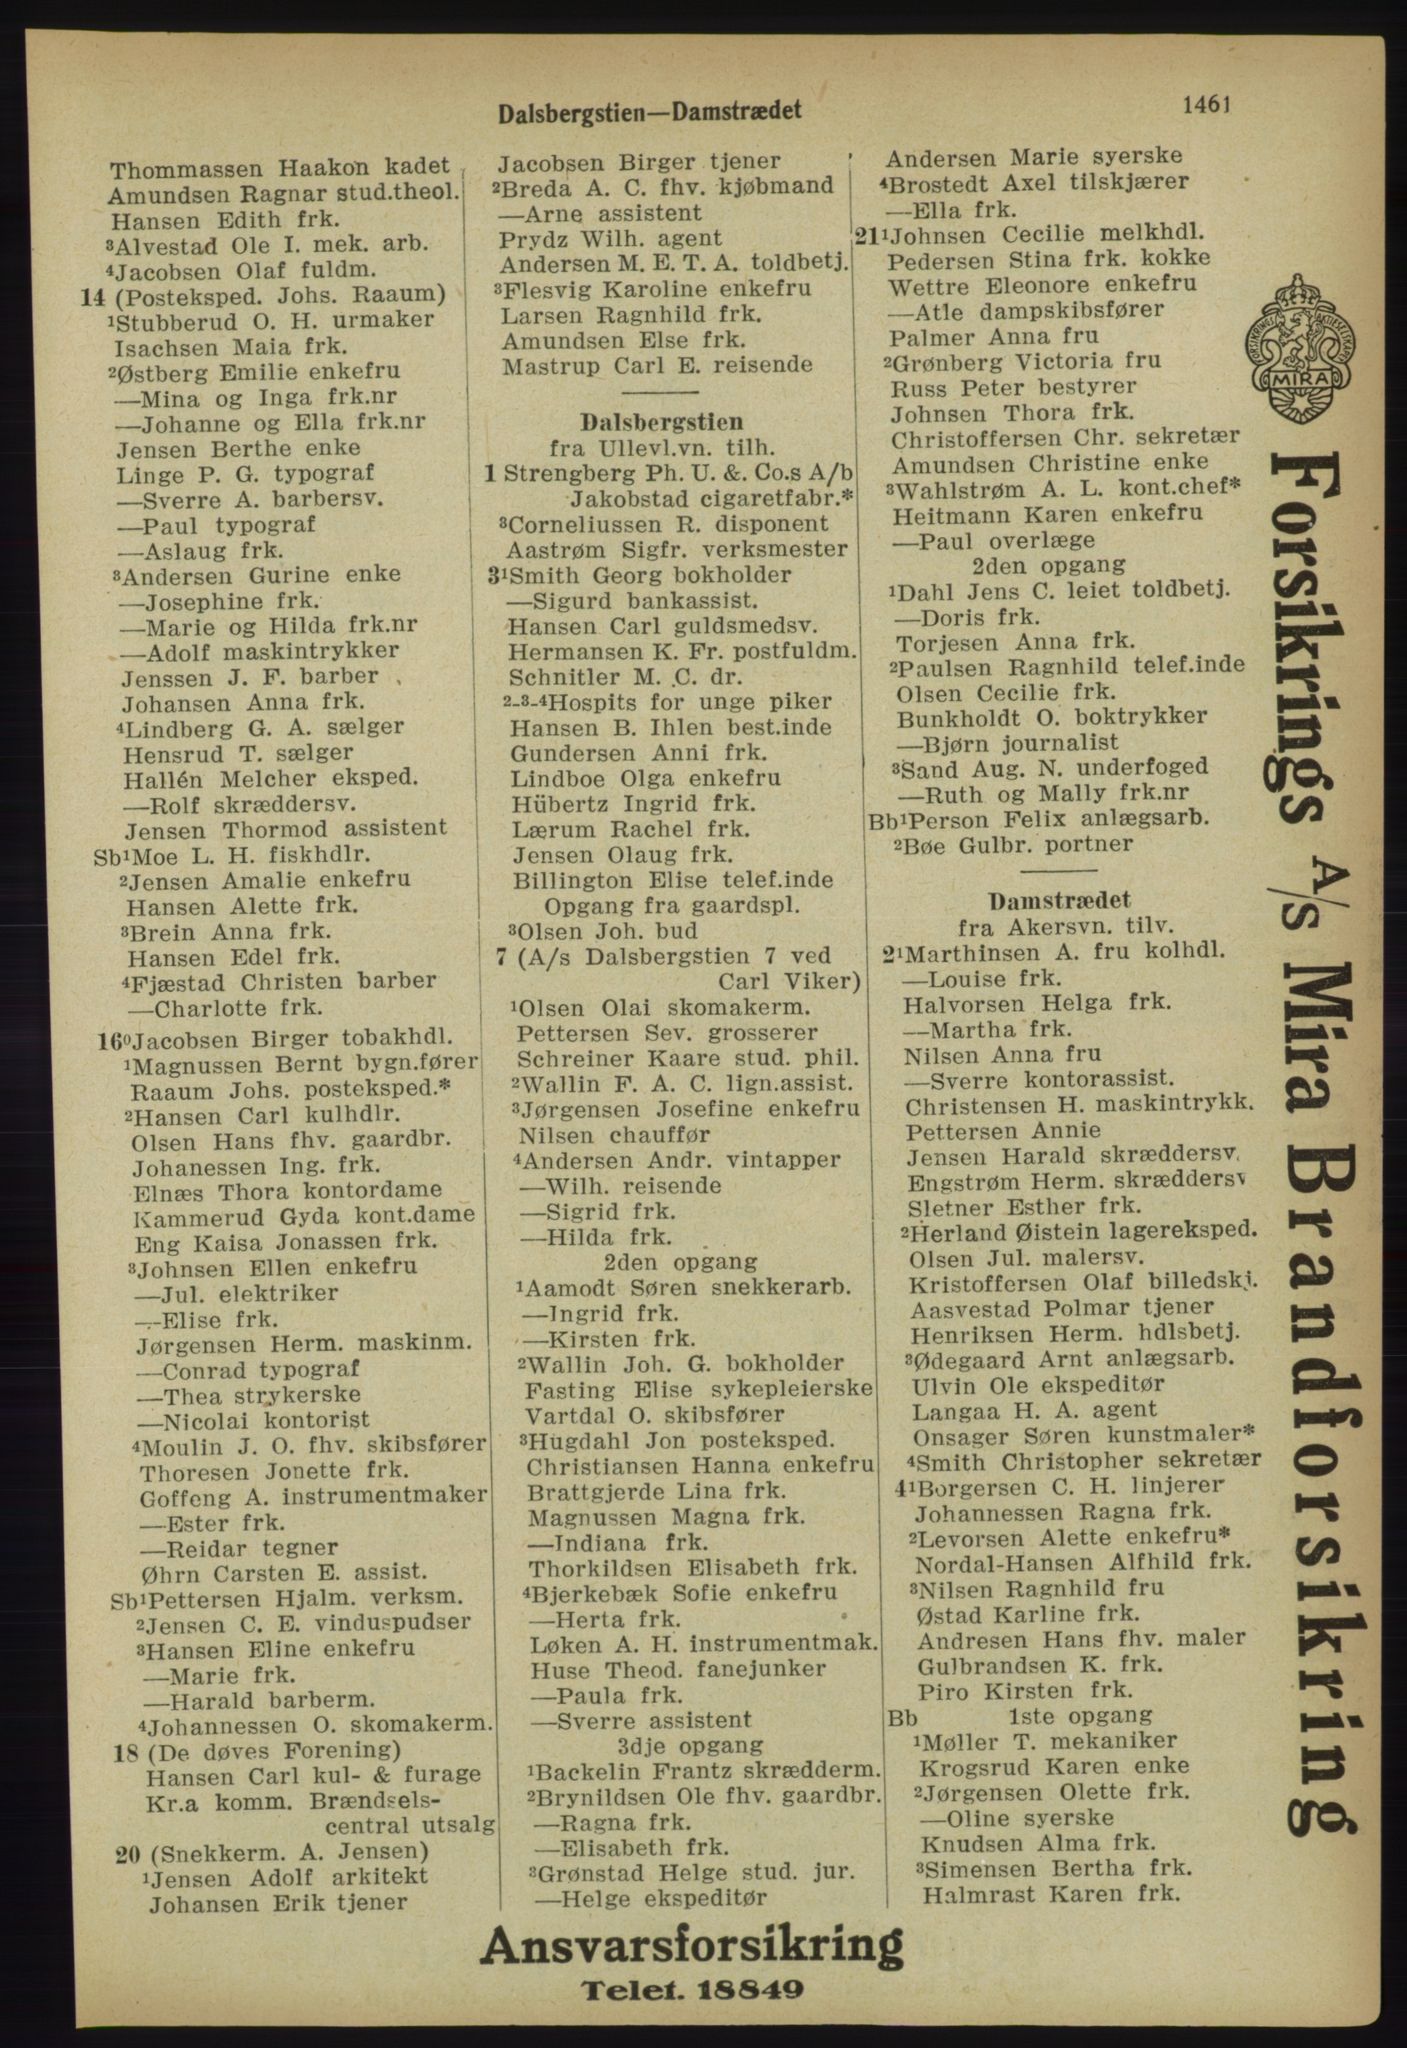 Dalsbergstien—Damstrædet
1461
Thommassen Haakon kadet
Amundsen Ragnar stud.theol.
Hansen Edith frk.
³Alvestad Ole I. mek. arb.
⁴Jacobsen Olaf fuldm.
14 (Posteksped. Johs. Raaum)
¹Stubberud O. H. urmaker
Isachsen Maia frk.
²Østberg Emilie enkefru
—Mina og Inga frk.nr
—Johanne og Ella frk.nr
Jensen Berthe enke
Linge P. G. typograf
—Sverre A. barbersv.
—Paul typograf
—Aslaug frk.
³Andersen Gurine enke
—Josephine frk.
—Marie og Hilda frk.nr
—Adolf maskintrykker
Jenssen J. F. barber
Johansen Anna frk.
⁴Lindberg G. A. sælger
Hensrud T. sælger
Hallén Melcher eksped.
—Rolf skræddersv.
Jensen Thormod assistent
Sb¹Moe L. H. fiskhdlr.
²Jensen Amalie enkefru
Hansen Alette frk.
³Brein Anna frk.
Hansen Edel frk.
⁴Fjæstad Christen barber
—Charlotte frk.
16⁰Jacobsen Birger tobakhdl.
¹Magnussen Bernt bygn.fører
Raaum Johs. posteksped.*
²Hansen Carl kulhdlr.
Olsen Hans fhv. gaardbr.
Johanessen Ing. frk.
Elnæs Thora kontordame
Kammerud Gyda kont.dame
Eng Kaisa Jonassen frk.
³Johnsen Ellen enkefru
—Jul. elektriker
—Elise frk.
Jørgensen Herm. maskinm.
—Conrad typograf
—Thea strykerske
—Nicolai kontorist
⁴Moulin J. O. fhv. skibsfører
Thoresen Jonette frk.
Goffeng A. instrumentmaker
—Ester frk.
—Reidar tegner
Øhrn Carsten E. assist.
Sb¹Pettersen Hjalm. verksm.
²Jensen C. E. vinduspudser
³Hansen Eline enkefru
—Marie frk.
—Harald barberm.
⁴Johannessen O. skomakerm.
18 (De døves Forening)
Hansen Carl kul- & furage
Kr.a komm. Brændsels-
central utsalg
20 (Snekkerm. A. Jensen)
¹Jensen Adolf arkitekt
Johansen Erik tjener
Jacobsen Birger tjener
²Breda A. C. fhv. kjøbmand
—Arne assistent
Prydz Wilh. agent
Andersen M. E. T. A. toldbetj.
³Flesvig Karoline enkefru
Larsen Ragnhild frk.
Amundsen Else frk.
Mastrup Carl E. reisende
Dalsbergstien
fra Ullevl.vn. tilh.
1 Strengberg Ph. U. &. Co.s A/b
Jakobstad cigaretfabr.*
³Corneliussen R. disponent
Aastrøm Sigfr. verksmester
3¹Smith Georg bokholder
—Sigurd bankassist.
Hansen Carl guldsmedsv.
Hermansen K. Fr. postfuldm.
Schnitler M. C. dr.
²-³-⁴Hospits for unge piker
Hansen B. Ihlen best.inde
Gundersen Anni frk.
Lindboe Olga enkefru
Hübertz Ingrid frk.
Lærum Rachel frk.
Jensen Olaug frk.
Billington Elise telef.inde
Opgang fra gaardspl.
³Olsen Joh. bud
7 (A/s Dalsbergstien 7 ved
Carl Viker)
¹Olsen Olai skomakerm.
Pettersen Sev. grosserer
Schreiner Kaare stud. phil.
²Wallin F. A. C. lign.assist.
³Jørgensen Josefine enkefru
Nilsen chauffør
⁴Andersen Andr. vintapper
—Wilh. reisende
—Sigrid frk.
—Hilda frk.
2den opgang
¹Aamodt Søren snekkerarb.
—Ingrid frk.
—Kirsten frk.
²Wallin Joh. G. bokholder
Fasting Elise sykepleierske
Vartdal O. skibsfører
³Hugdahl Jon posteksped.
Christiansen Hanna enkefru
Brattgjerde Lina frk.
Magnussen Magna frk.
—Indiana frk.
Thorkildsen Elisabeth frk.
⁴Bjerkebæk Sofie enkefru
—Herta frk.
Løken A. H. instrumentmak.
Huse Theod. fanejunker
—Paula frk.
—Sverre assistent
3dje opgang
¹Backelin Frantz skrædderm.
²Brynildsen Ole fhv. gaardbr.
—Ragna frk.
—Elisabeth frk.
³Grønstad Helge stud. jur.
—Helge ekspeditør
Andersen Marie syerske
⁴Brostedt Axel tilskjærer
—Ella frk.
21¹Johnsen Cecilie melkhdl.
Pedersen Stina frk. kokke
Wettre Eleonore enkefru
—Atle dampskibsfører
Palmer Anna fru
²Grønberg Victoria fru
Russ Peter bestyrer
Johnsen Thora frk.
Christoffersen Chr. sekretær
Amundsen Christine enke
³Wahlstrøm A. L. kont.chef*
Heitmann Karen enkefru
—Paul overlæge
2den opgang
¹Dahl Jens C. leiet toldbetj.
—Doris frk.
Torjesen Anna frk.
²Paulsen Ragnhild telef.inde
Olsen Cecilie frk.
Bunkholdt O. boktrykker
—Bjørn journalist
³Sand Aug. N. underfoged
—Ruth og Mally frk.nr
Bb¹Person Felix anlægsarb.
²Bøe Gulbr. portner
Damstrædet
fra Akersvn. tilv.
2¹Marthinsen A. fru kolhdl.
—Louise frk.
Halvorsen Helga frk.
—Martha frk.
Nilsen Anna fru
—Sverre kontorassist.
Christensen H. maskintrykk.
Pettersen Annie
Jensen Harald skræddersv.
Engstrøm Herm. skræddersv
Sletner Esther frk.
²Herland Øistein lagereksped.
Olsen Jul. malersv.
Kristoffersen Olaf billedskj.
Aasvestad Polmar tjener
Henriksen Herm. hdlsbetj.
³Ødegaard Arnt anlægsarb.
Ulvin Ole ekspeditør
Langaa H. A. agent
Onsager Søren kunstmaler*
⁴Smith Christopher sekretær
4¹Borgersen C. H. linjerer
Johannessen Ragna frk.
²Levorsen Alette enkefru*
Nordal-Hansen Alfhild frk.
³Nilsen Ragnhild fru
Østad Karline frk.
Andresen Hans fhv. maler
Gulbrandsen K. frk.
Piro Kirsten frk.
Bb 1ste opgang
¹Møller T. mekaniker
Krogsrud Karen enke
²Jørgensen Olette frk.
—Oline syerske
Knudsen Alma frk.
³Simensen Bertha frk.
Halmrast Karen frk.
MIRA
Forsikrings A/s Mira Brandforsikring
Ansvarsforsikring
Telef. 18849